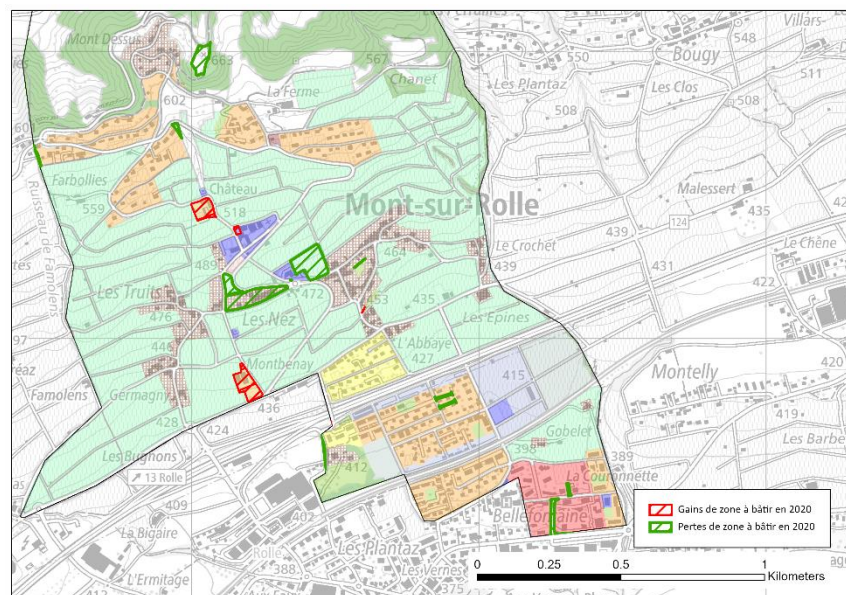 Mont Dessus
663
567
Villars-
Bougy
548
550
Les Plantaz
Chanet
511
La Ferme
Les Clos
602
508
508
Farbollies
Château
Malessert
559
518
Ruisseau de Famolens
Mont-sur-Rolle
435
124
Le Crochet
439
464
Le Chêne
489
439
431
Les Truits
472
422
476
453
435
Les Nez
Les Epines
446
L'Abbaye
427
Montbenay
Montelly
420
Famolens
Germagny
436
415
428
424
419
Gobelet
Les Bugnons
412
398
Les Barbe
389
13 Rolle
La Couronnette
409
Gains de zone à bâtir en 2020
La Bigaire
Bellefontaine
Pertes de zone à bâtir en 2020
Rolle
Les Plantaz
388
L'Ermitage
Les Vernes
375
0 0.25 0.5 1
Kilometers